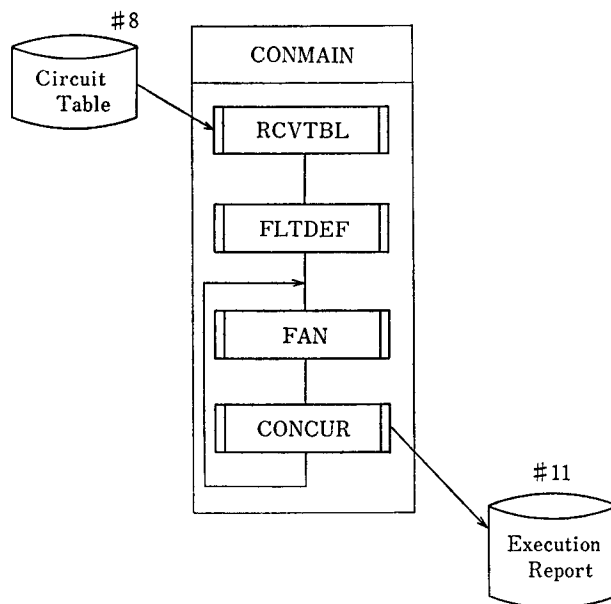 #8
Circuit
Table
CONMAIN
RCVTBL
FLTDEF
FAN
CONCUR
#11
Execution
Report